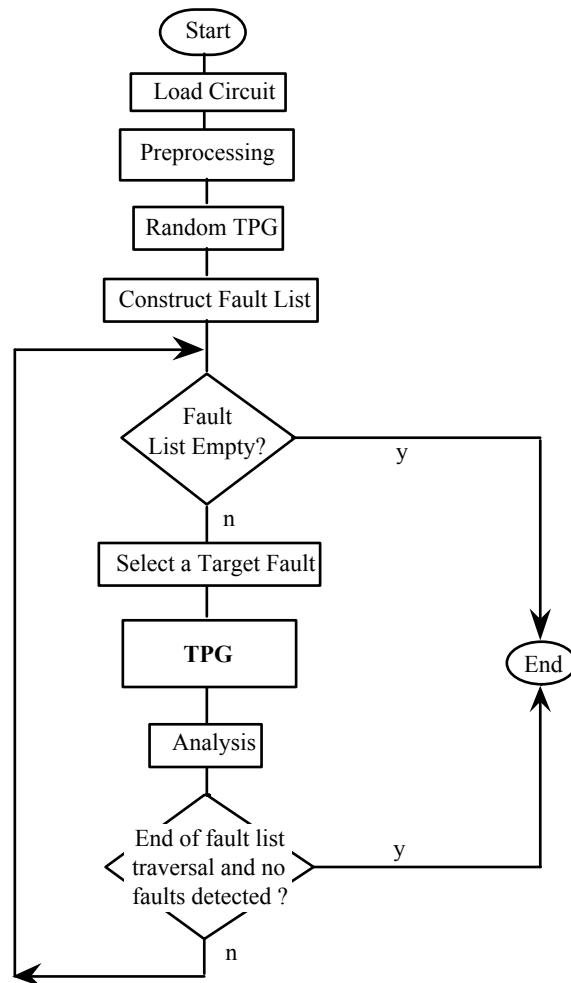 Start
Load Circuit
Preprocessing
Random TPG
Construct Fault List
Fault
List Empty?
y
n
Select a Target Fault
TPG
End
Analysis
End of fault list
traversal and no
faults detected ?
y
n